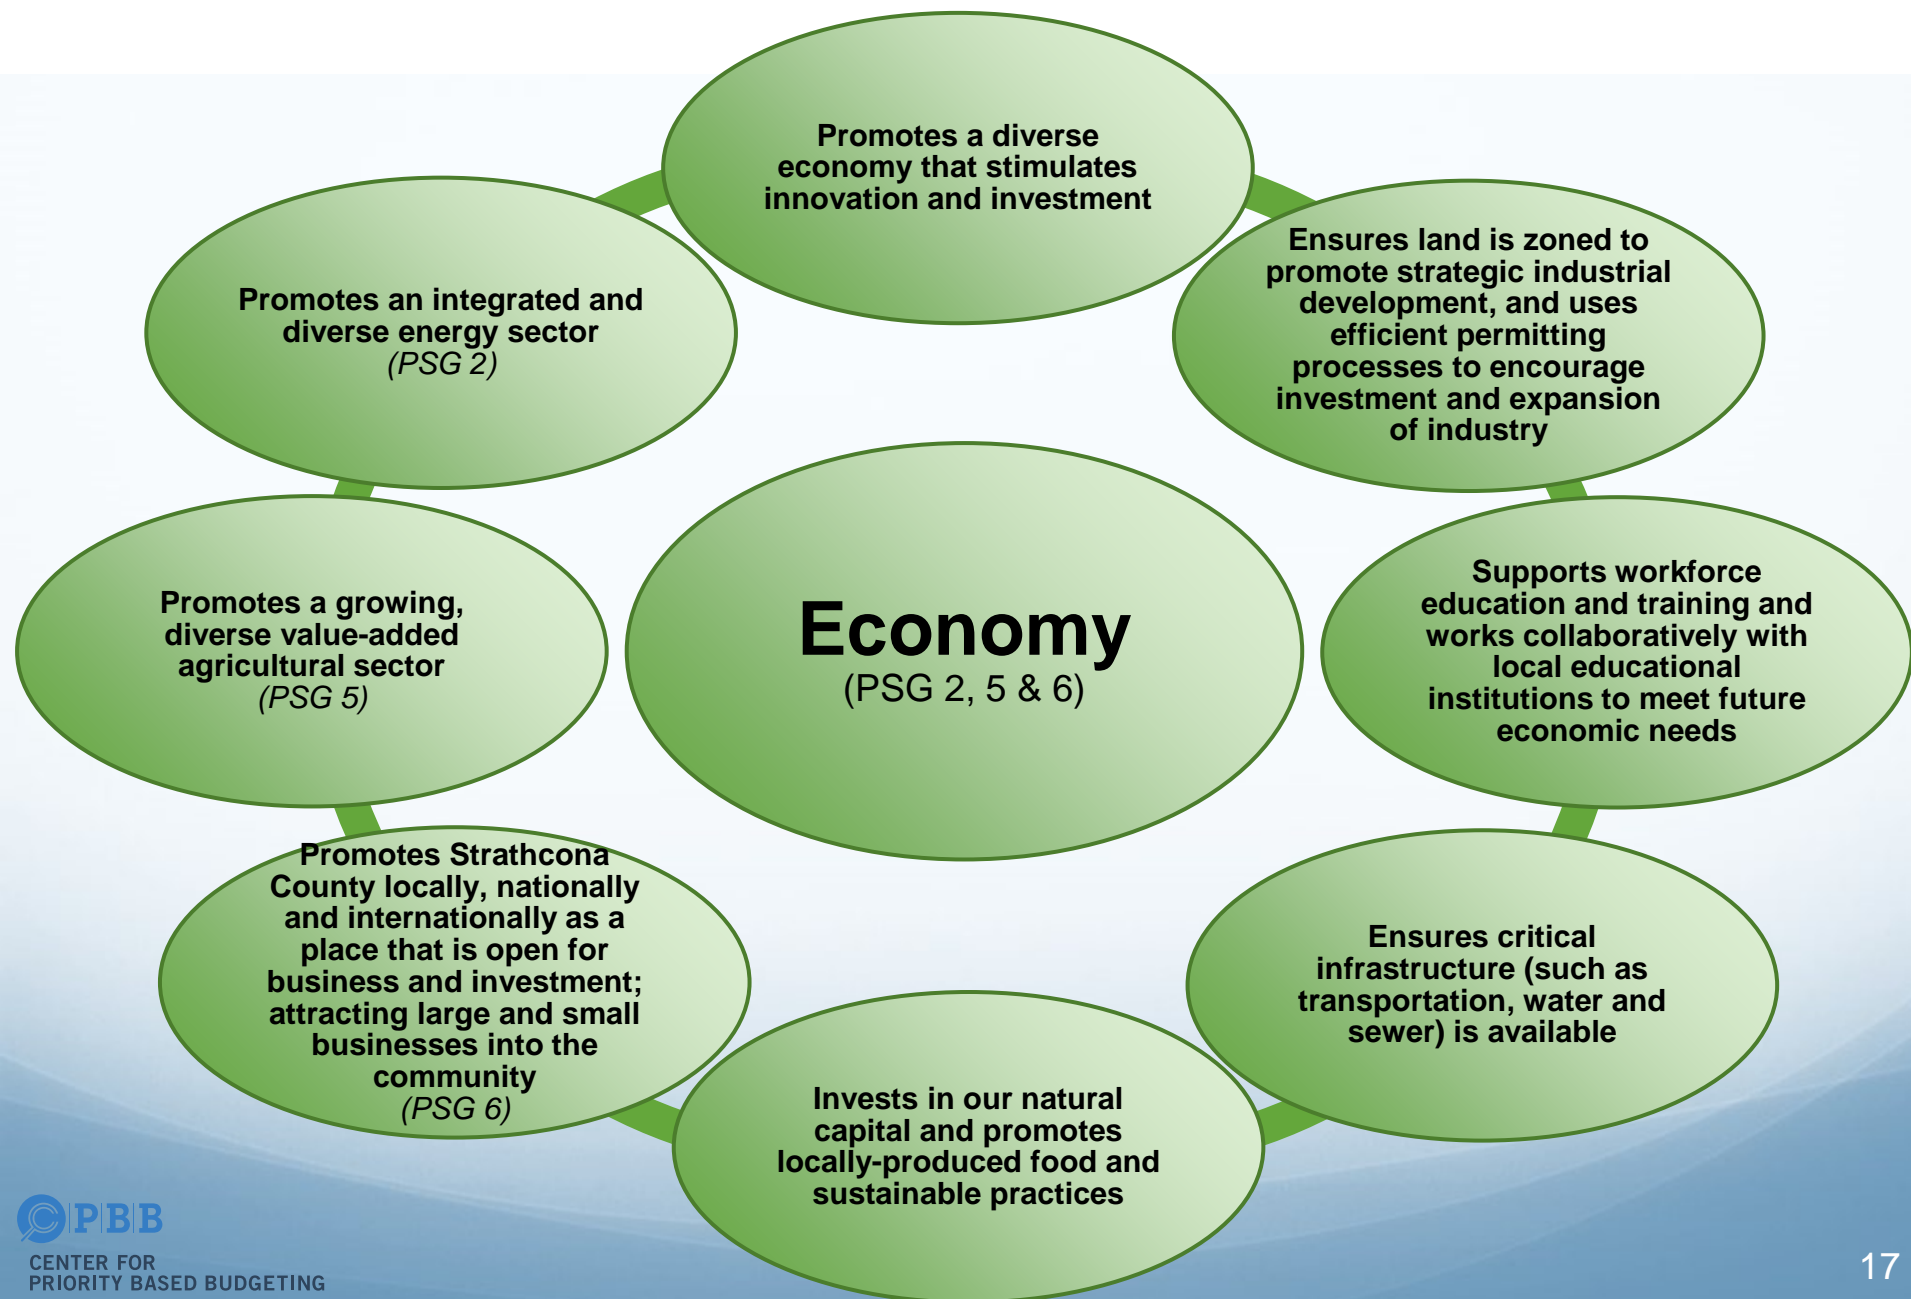 Promotes a diverse
economy that stimulates
innovation and investment
Ensures land is zoned to
promote strategic industrial
development, and uses
efficient permitting
processes to encourage
investment and expansion
of industry
Supports workforce
education and training and
works collaboratively with
local educational
institutions to meet future
economic needs
Ensures critical
infrastructure (such as
transportation, water and
sewer) is available
Invests in our natural
capital and promotes
locally-produced food and
sustainable practices
Promotes Strathcona
County locally, nationally
and internationally as a
place that is open for
business and investment;
attracting large and small
businesses into the
community
(PSG 6)
Promotes a growing,
diverse value-added
agricultural sector
(PSG 5)
Promotes an integrated and
diverse energy sector
(PSG 2)
Economy
(PSG 2, 5 & 6)
C|P|B|B
CENTER FOR
PRIORITY BASED BUDGETING
17